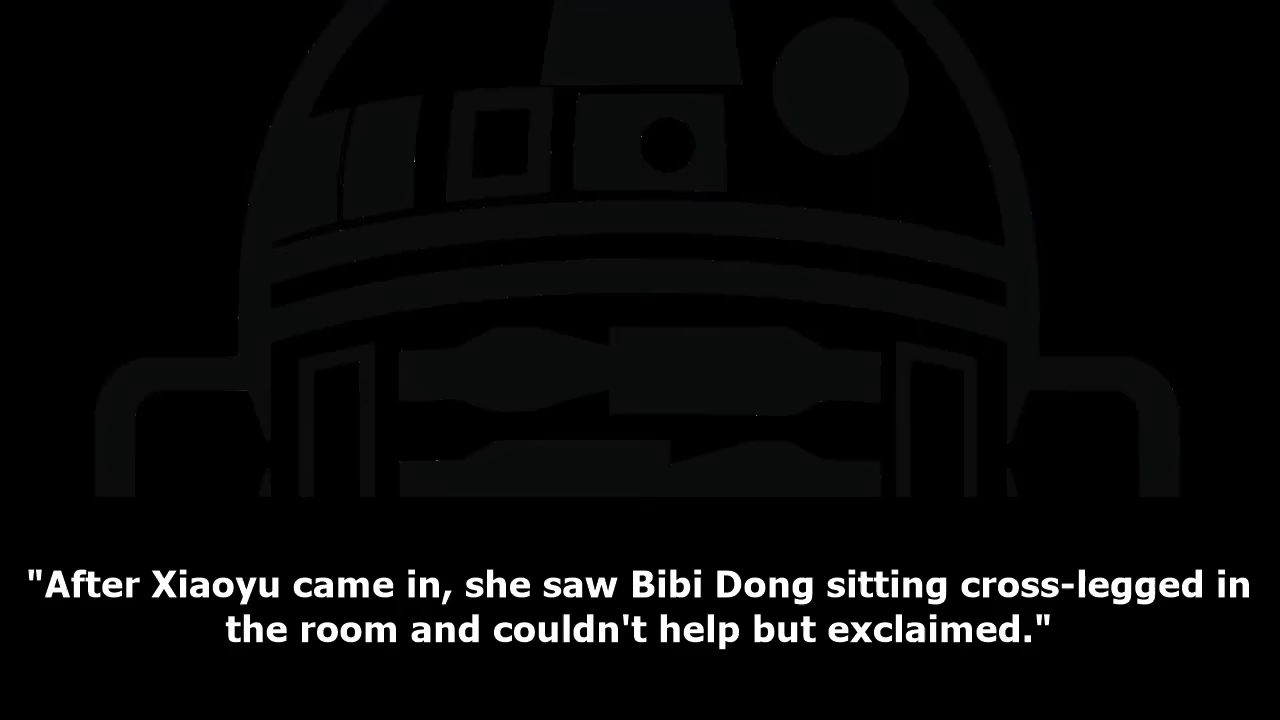 "After Xiaoyu came in, she saw Bibi Dong sitting cross-legged in
the room and couldn't help but exclaimed."